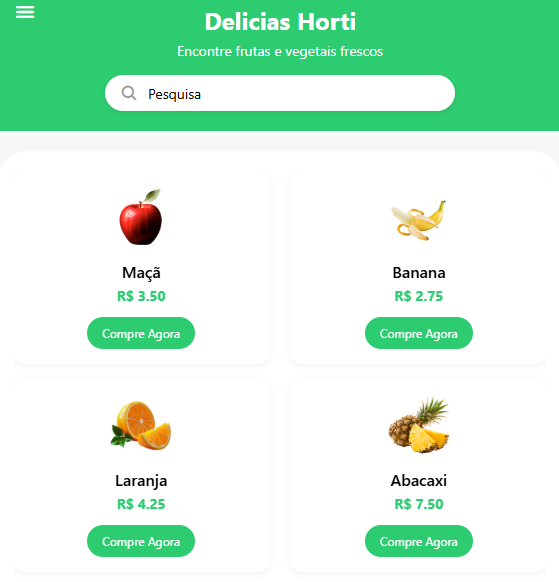 Delicias Horti
Encontre frutas e vegetais frescos
Pesquisa
Maçã
R$ 3.50
Compre Agora
Banana
R$ 2.75
Compre Agora
Laranja
R$ 4.25
Compre Agora
Abacaxi
R$ 7.50
Compre Agora